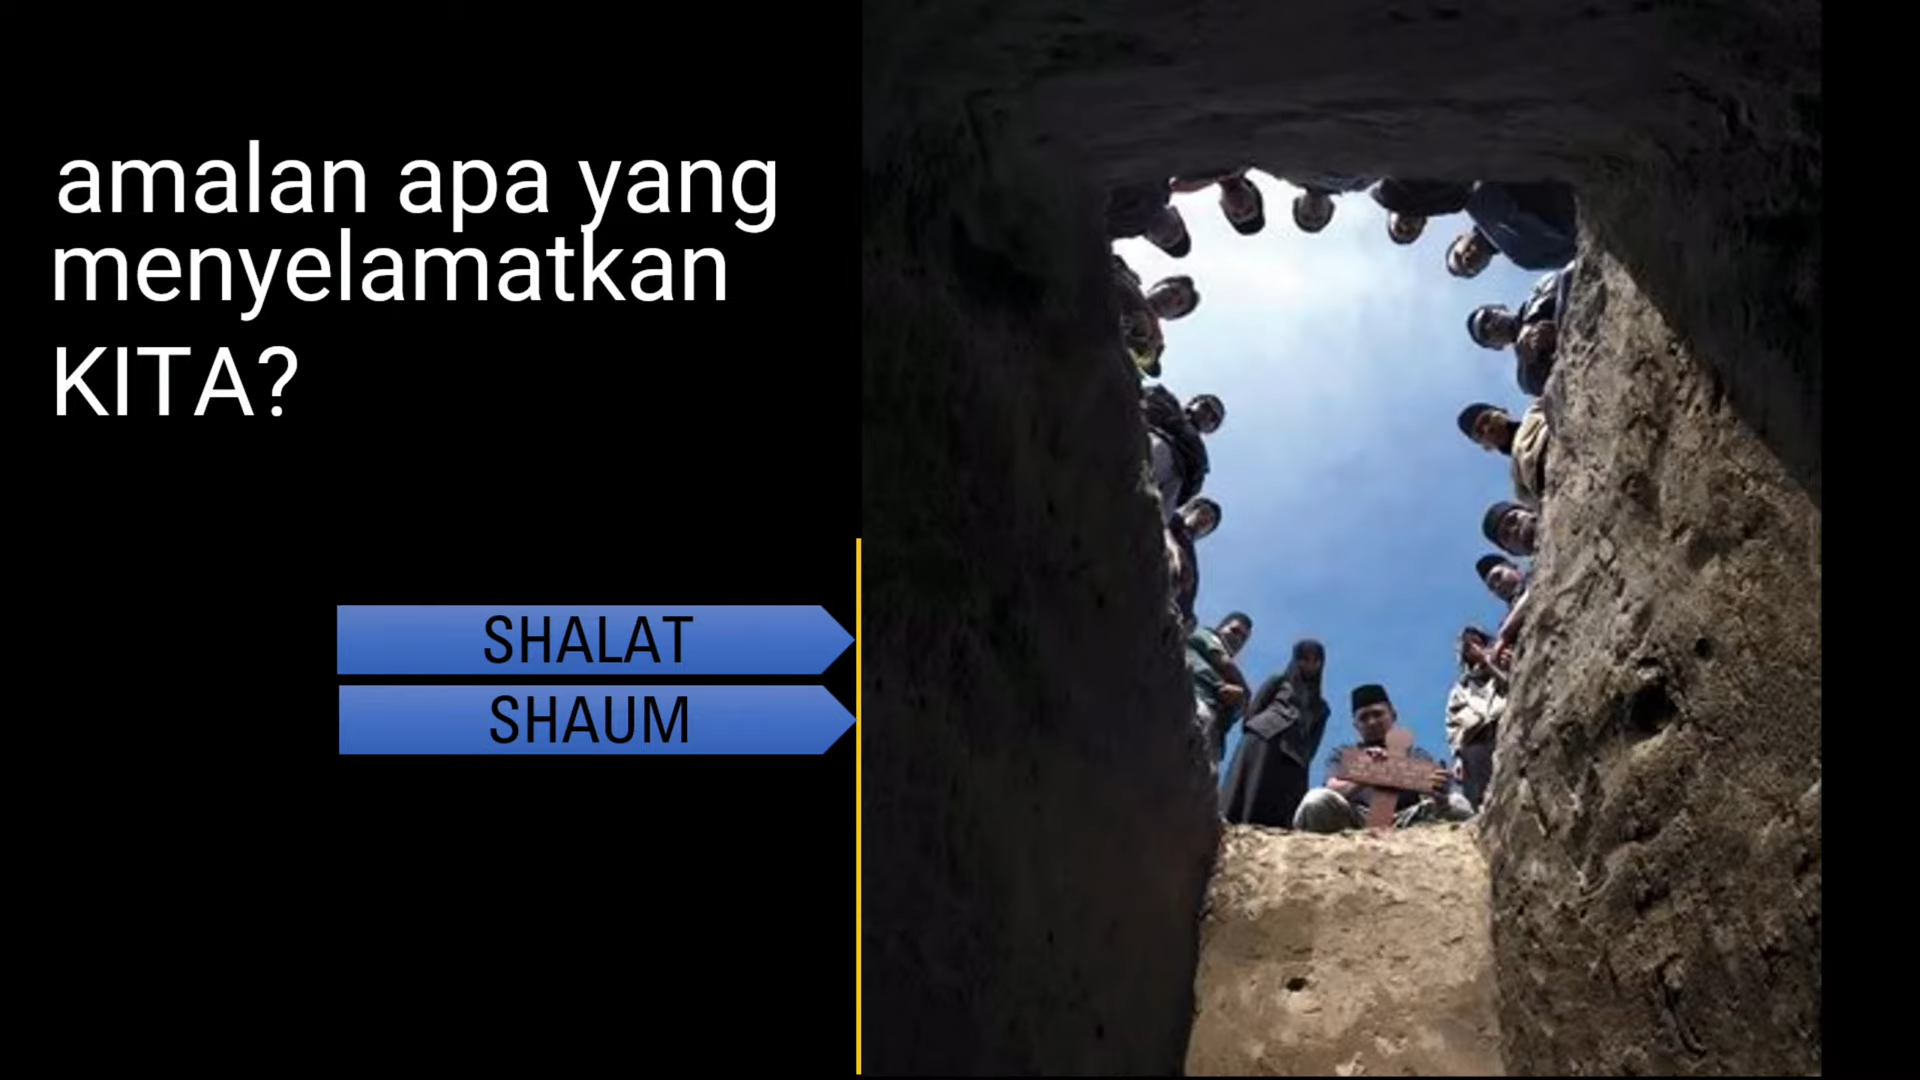 amalan apa yang
menyelamatkan
KITA?
SHALAT
SHAUM